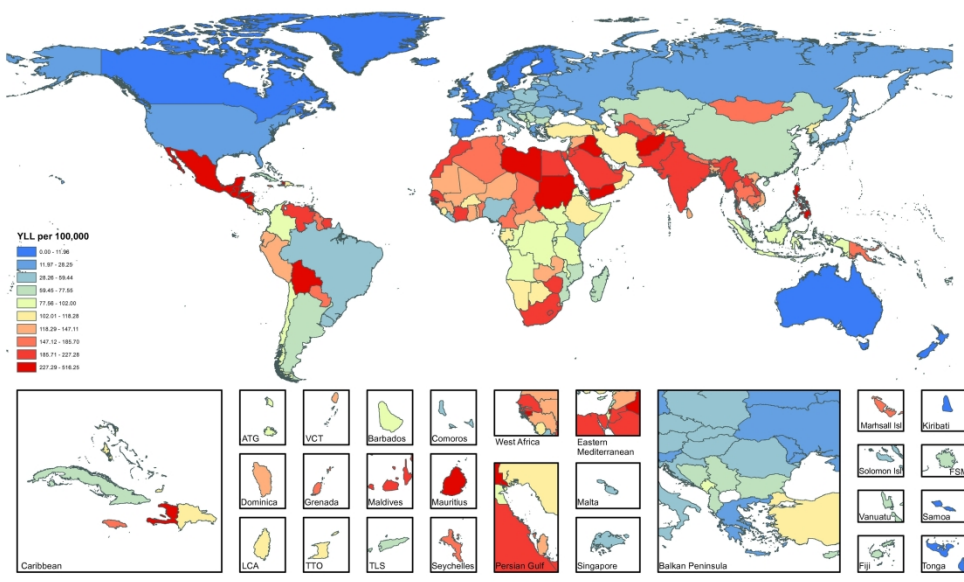 YLL per 100,000
0.00 - 11.96
11.97 - 28.25
28.26 - 59.44
59.45 - 77.55
77.56 - 102.00
102.01 - 118.28
118.29 - 147.11
147.12 - 185.70
185.71 - 227.28
227.29 - 516.25
Caribbean
ATG
VCT
Barbados
Comoros
West Africa
Eastern
Mediterranean
Dominica
Grenada
Maldives
Mauritius
Malta
LCA
TTO
TLS
Seychelles
Persian Gulf
Singapore
Balkan Peninsula
Marhsall Isl
Kiribati
Solomon Isl
FSM
Vanuatu
Samoa
Fiji
Tonga